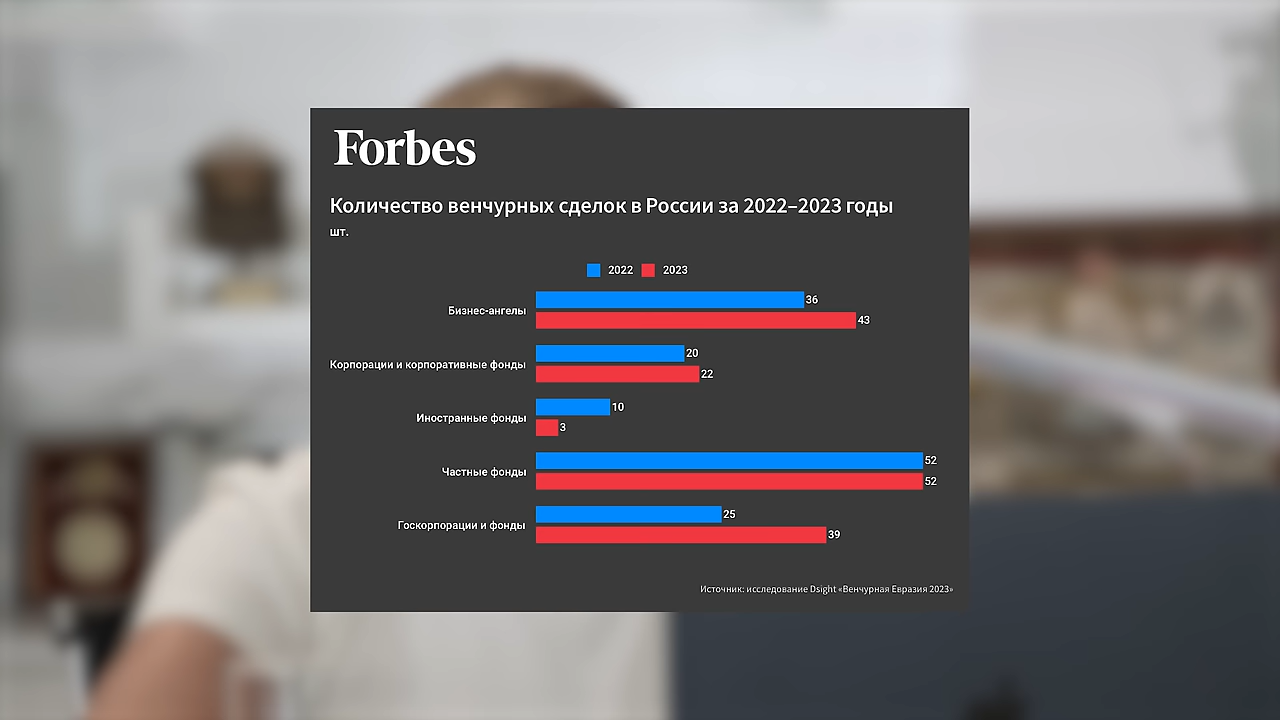 Forbes
Количество венчурных сделок в России за 2022–2023 годы
шт.
2022 2023
Бизнес-ангелы 36
43
Корпорации и корпоративные фонды 20
22
Иностранные фонды 10
3
Частные фонды 52
52
Госкорпорации и фонды 25
39
Источник: исследование Dsight «Венчурная Евразия 2023»